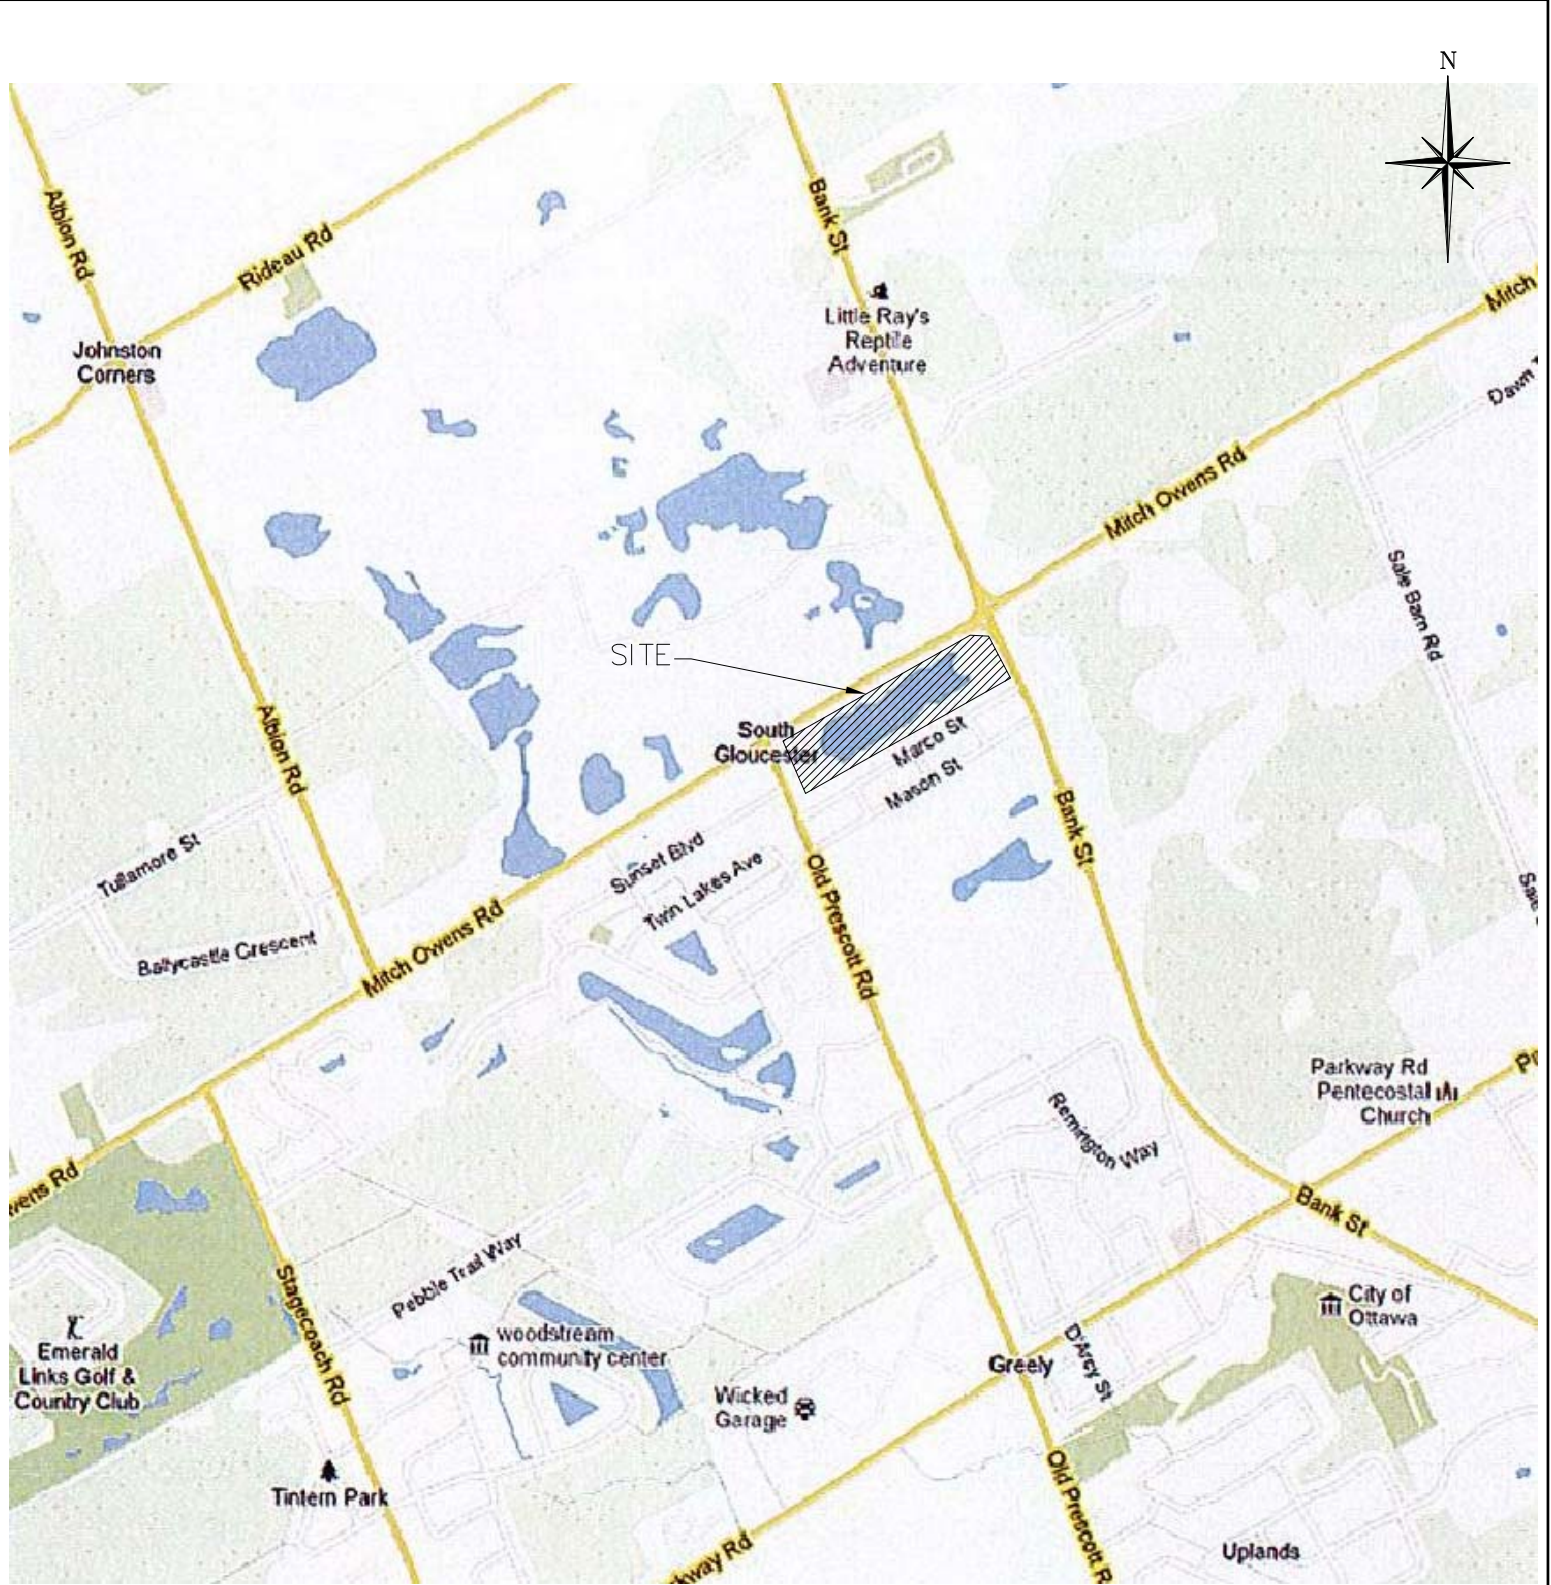 N
Albion Rd
Rideau Rd
Bank St
Little Ray's
Reptile
Adventure
Mitch
Johnston
Corners
Dawn
Mitch Owens Rd
Sale Barn Rd
SITE
South
Gloucester
Marco St
Mason St
Albion Rd
Bank St
Tullamore St
Sunset Blvd
Twin Lakes Ave
Old Prescott Rd
Sale
Ballycastle Crescent
Mitch Owens Rd
Parkway Rd
Pentecostal
Church
Remington Way
wens Rd
Bank St
Pebble Trail Way
Stagecoach Rd
City of
Ottawa
Emerald
Links Golf &
Country Club
woodstream
community center
Greely
D'Arcy St
Wicked
Garage
Tintern Park
Old Prescott R
kway Rd
Uplands